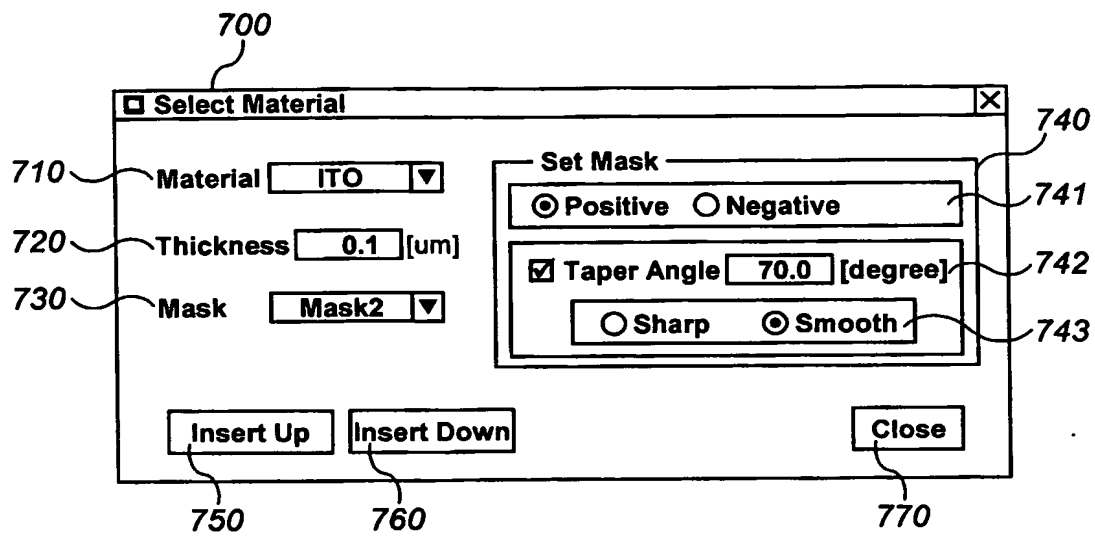 700
Select Material
740
710 Material ITO
Set Mask
741
Positive Negative
720 Thickness 0.1 [um]
Taper Angle 70.0 [degree] 742
730 Mask Mask2
Sharp Smooth 743
Insert Up Insert Down Close
750 760 770